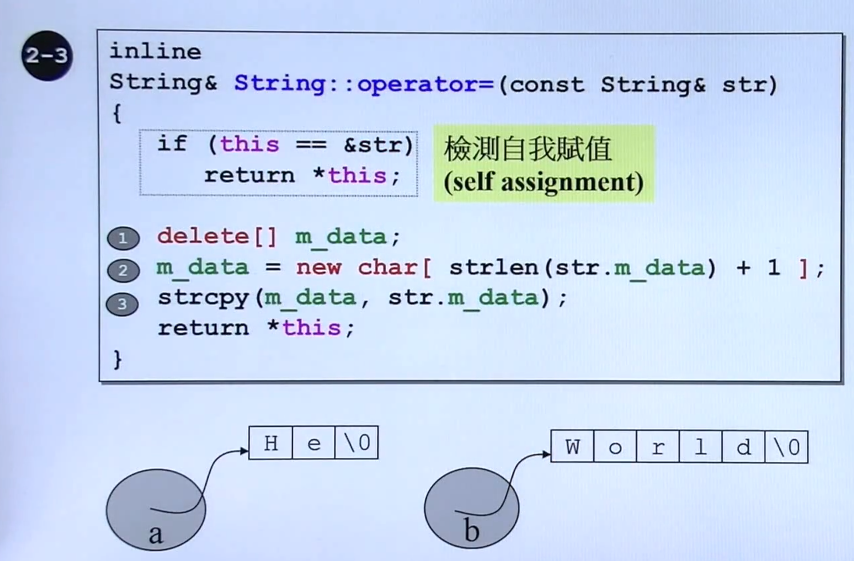 2-3
inline
String& String::operator=(const String& str)
{
if (this == &str)
return *this;
檢測自我賦值
(self assignment)
1 delete[] m_data;
2 m_data = new char[ strlen(str.m_data) + 1 ];
3 strcpy(m_data, str.m_data);
return *this;
}
H e \0
W o r l d \0
a
b